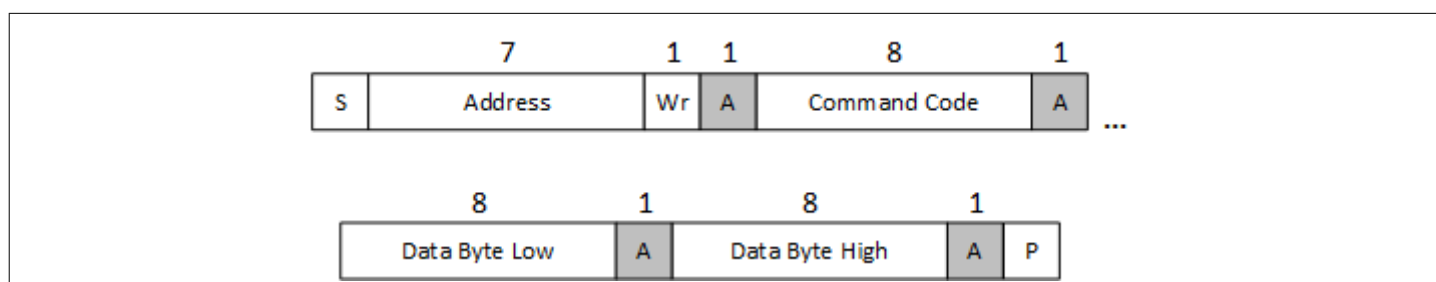 7 1 1 8 1
S Address Wr A Command Code A ...
8 1 8 1
Data Byte Low A Data Byte High A P